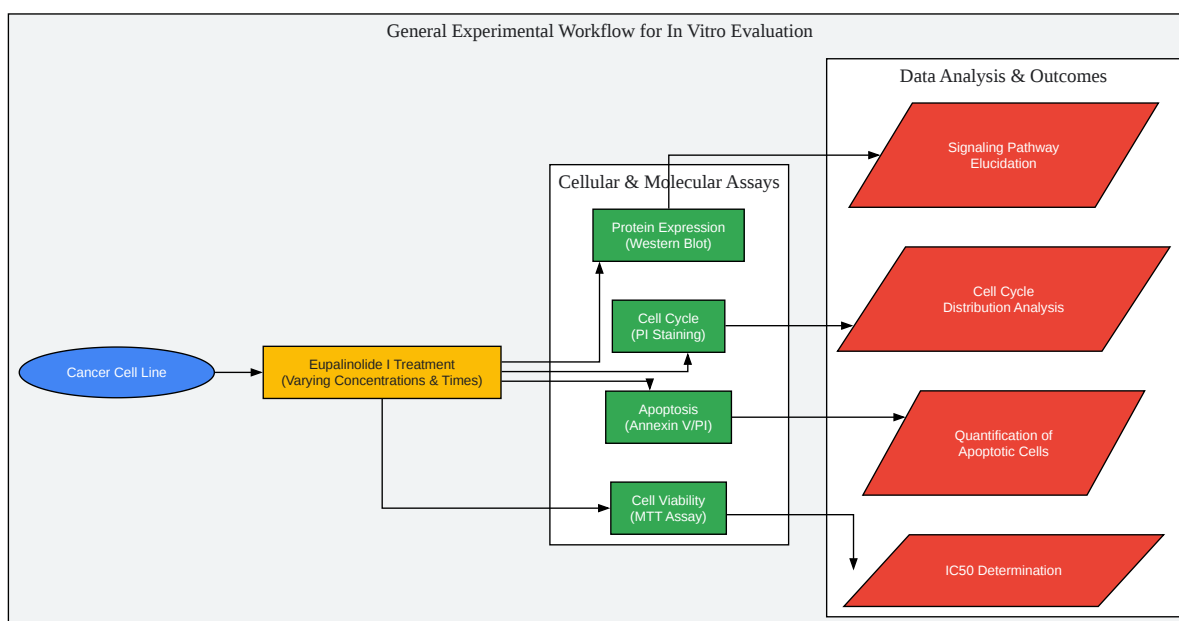 General Experimental Workflow for In Vitro Evaluation
Data Analysis & Outcomes
Signaling Pathway
Elucidation
Cellular & Molecular Assays
Protein Expression
(Western Blot)
Cell Cycle
(PI Staining)
Cell Cycle
Distribution Analysis
Cancer Cell Line
Eupalinolide I Treatment
(Varying Concentrations & Times)
Apoptosis
(Annexin V/PI)
Quantification of
Apoptotic Cells
Cell Viability
(MTT Assay)
IC50 Determination